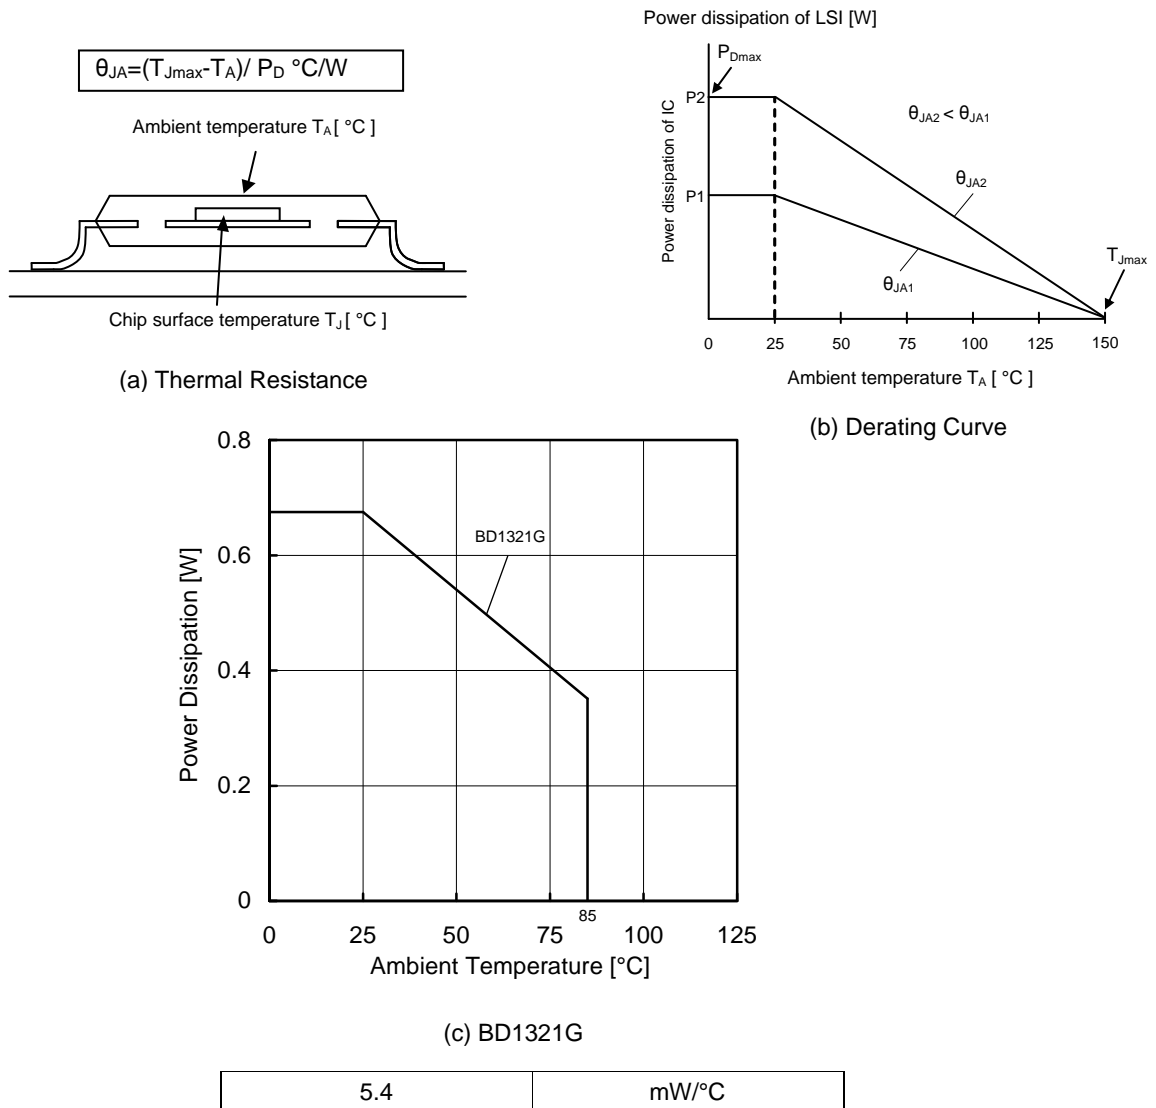 θJA=(TJmax-TA)/ PD °C/W
Ambient temperature TA [ °C ]
Chip surface temperature TJ [ °C ]
(a) Thermal Resistance
Power dissipation of LSI [W]
PDmax
P2
θJA2 < θJA1
Power dissipation of IC
θJA2
P1
TJmax
θJA1
0 25 50 75 100 125 150
Ambient temperature TA [ °C ]
(b) Derating Curve
0.8
BD1321G
0.6
Power Dissipation [W]
0.4
0.2
0
85
0 25 50 75 100 125
Ambient Temperature [°C]
(c) BD1321G
5.4 mW/°C